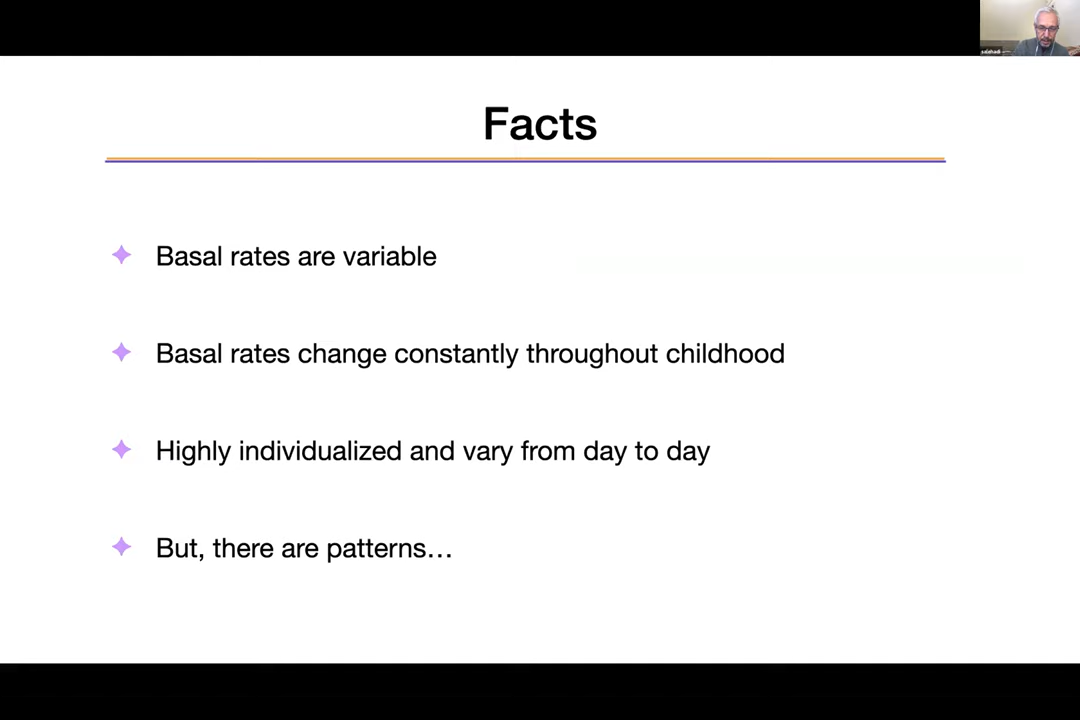 Facts
Basal rates are variable
Basal rates change constantly throughout childhood
Highly individualized and vary from day to day
But, there are patterns…